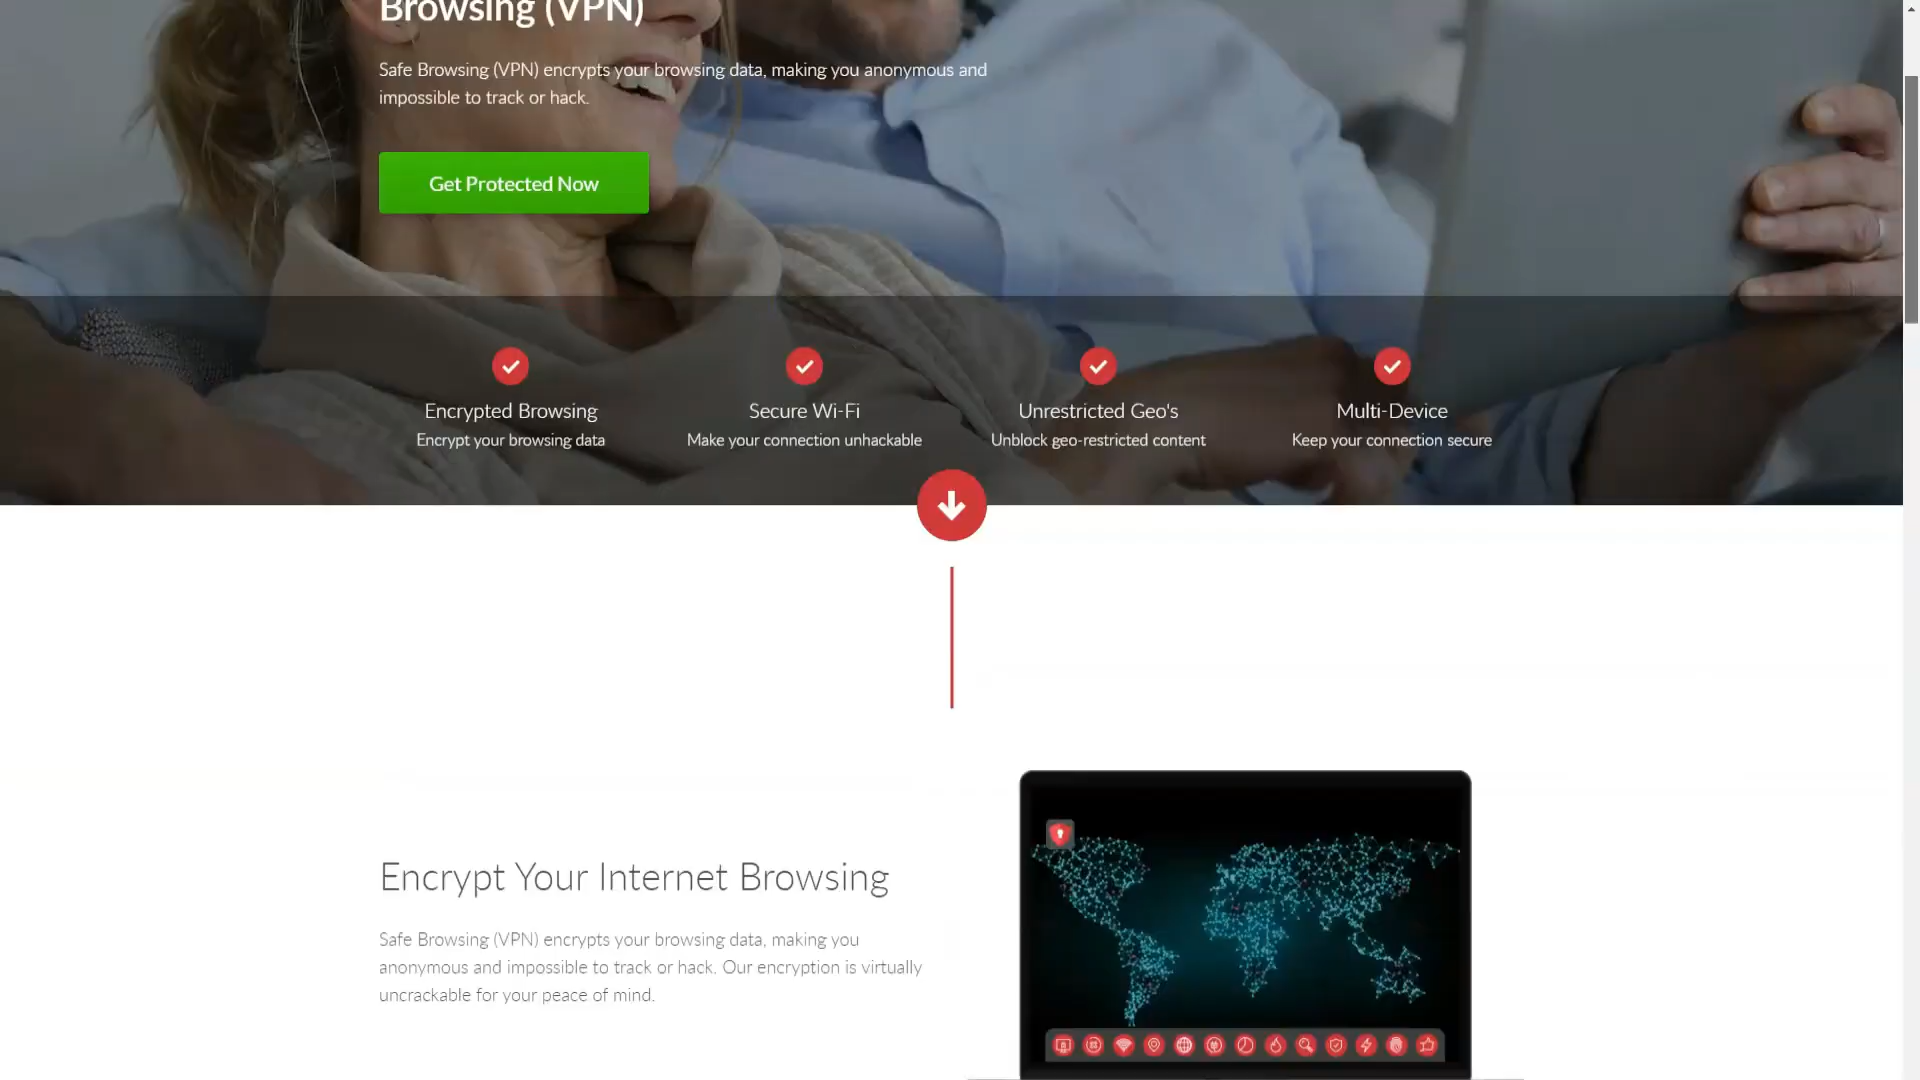 Browsing (VPN)
Safe Browsing (VPN) encrypts your browsing data, making you anonymous and
impossible to track or hack.
Get Protected Now
Encrypted Browsing
Encrypt your browsing data
Secure Wi-Fi
Make your connection unhackable
Unrestricted Geo's
Unblock geo-restricted content
Multi-Device
Keep your connection secure
Encrypt Your Internet Browsing
Safe Browsing (VPN) encrypts your browsing data, making you
anonymous and impossible to track or hack. Our encryption is virtually
uncrackable for your peace of mind.